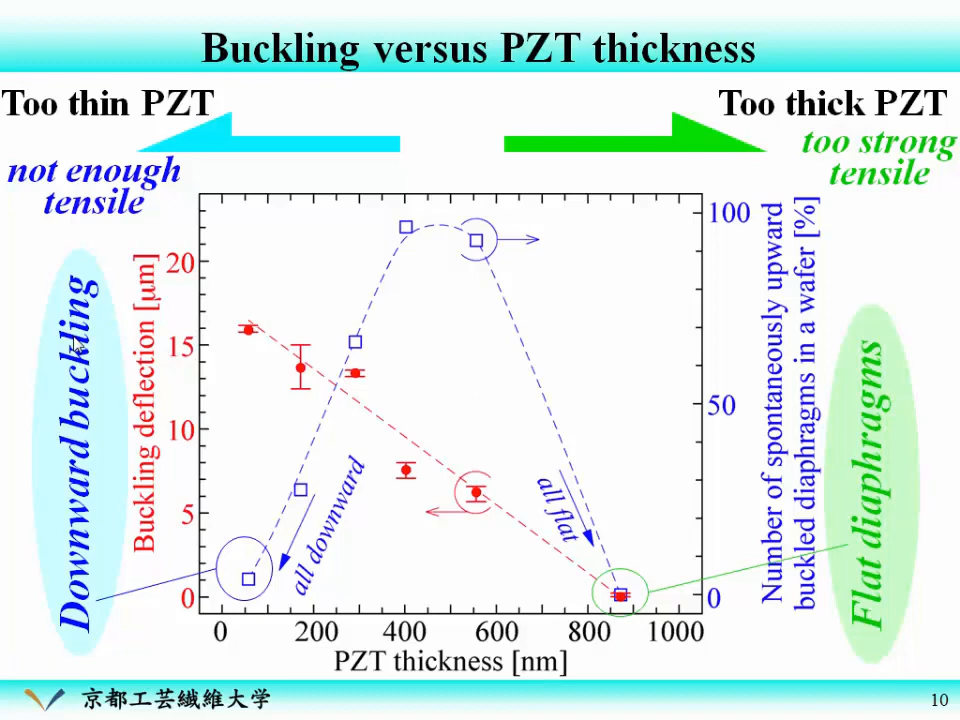 Buckling versus PZT thickness
Too thin PZT
Too thick PZT
not enough
tensile
too strong
tensile
Downward buckling
Buckling deflection [μm]
20
15
10
5
0
all downward
all flat
100
50
0
Number of spontaneously upward
buckled diaphragms in a wafer [%]
Flat diaphragms
0
200
400
600
800
1000
PZT thickness [nm]
京都工芸繊維大学
10